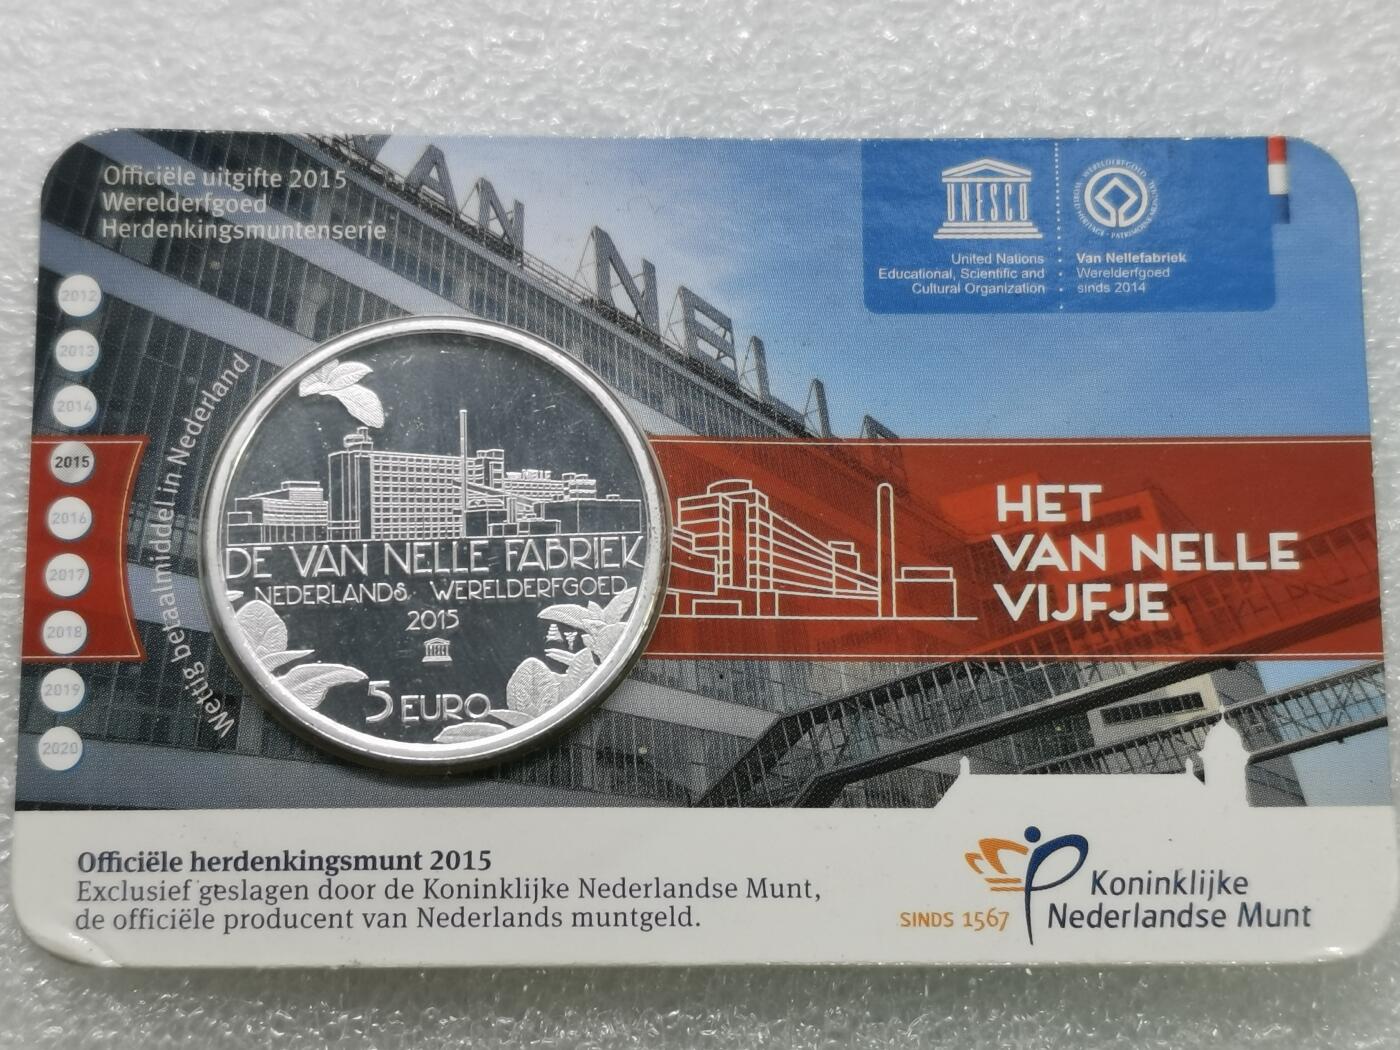 Officiële uitgifte 2015
Werelderfgoed
Herdenkingsmuntenserie
VAN NELLE
UNESCO
United Nations
Educational, Scientific and
Cultural Organization
Van Nellefabriek
Werelderfgoed
sinds 2014
2012
2013
2014
2015
2016
2017
2018
2019
2020
Wettig betaalmiddel in Nederland
NELLE
DE VAN NELLE FABRIEK
NEDERLANDS WERELDERFGOED
2015
5 EURO
HET
VAN NELLE
VIJFJE
Officiële herdenkingsmunt 2015
Exclusief geslagen door de Koninklijke Nederlandse Munt,
de officiële producent van Nederlands muntgeld.
SINDS 1567
Koninklijke
Nederlandse Munt